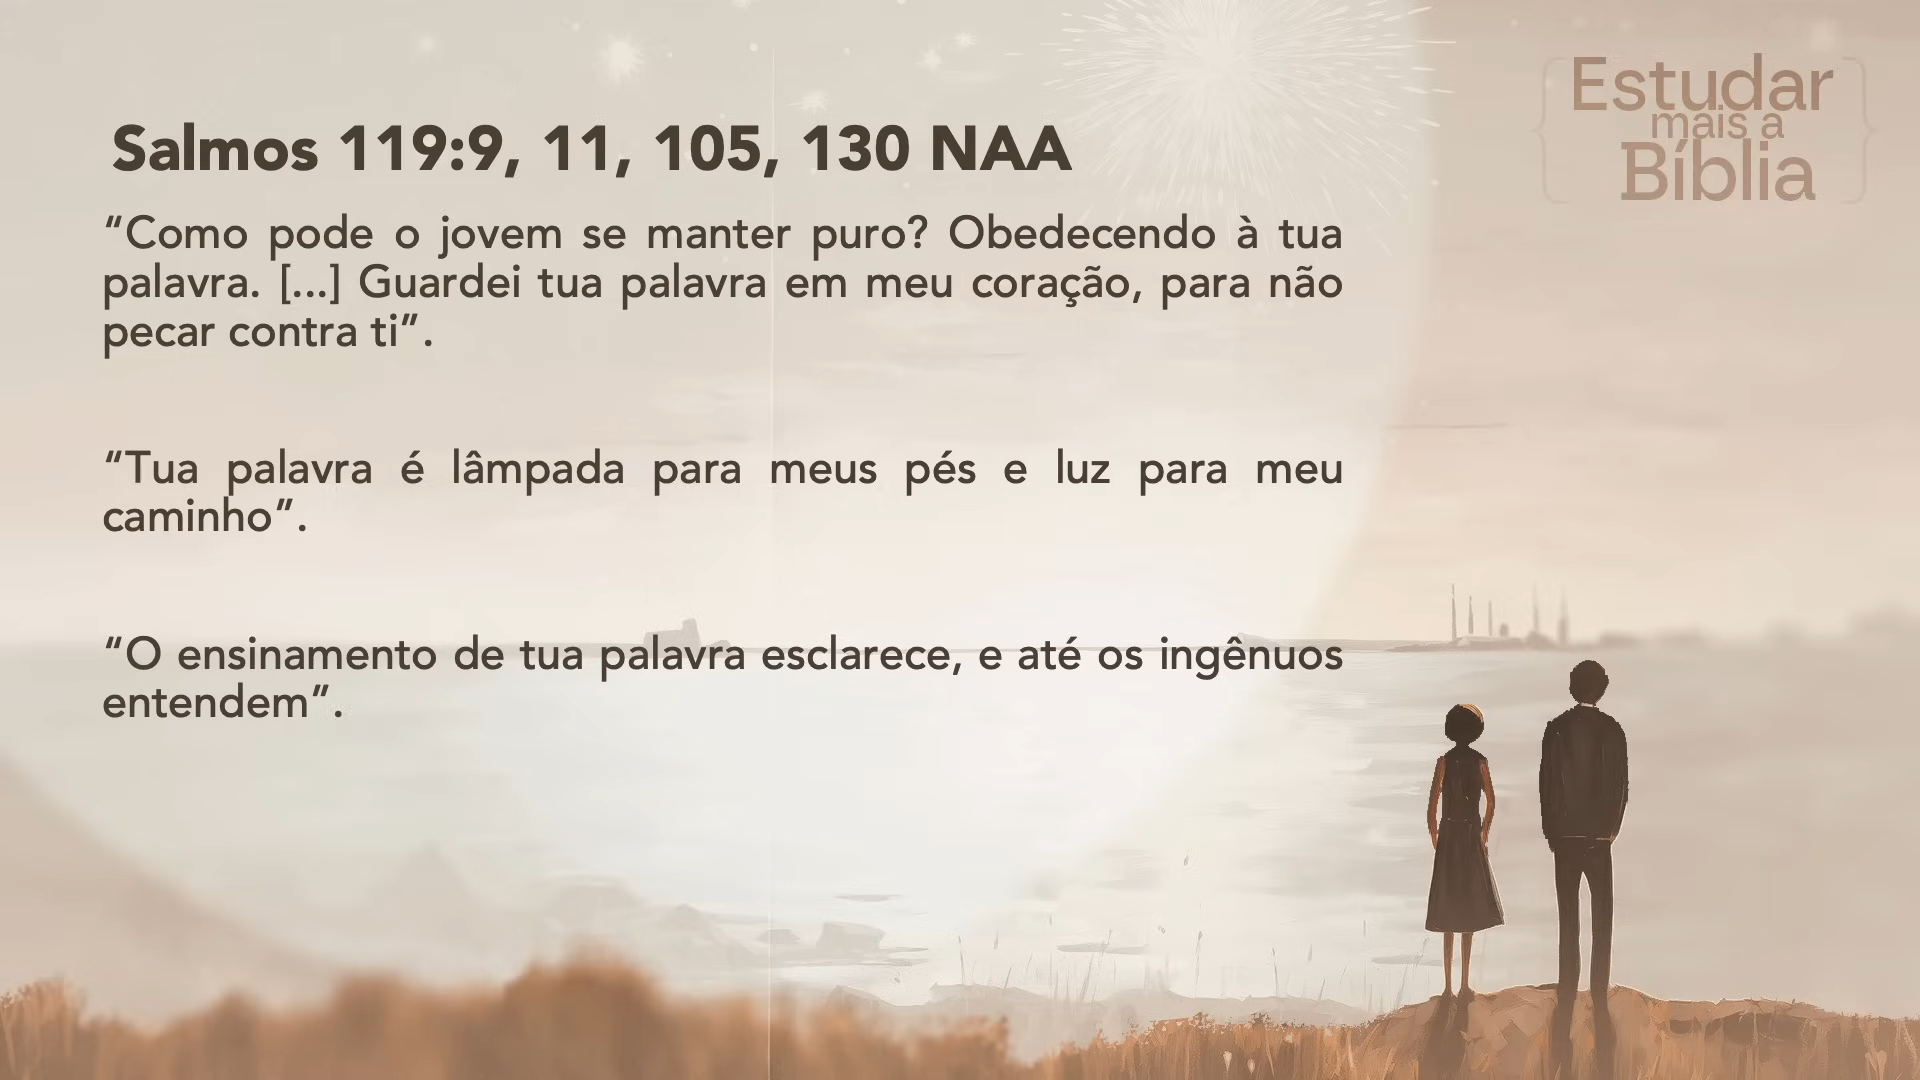 Estudar
mais a
Bíblia
Salmos 119:9, 11, 105, 130 NAA
“Como pode o jovem se manter puro? Obedecendo à tua
palavra. [...] Guardei tua palavra em meu coração, para não
pecar contra ti”.
“Tua palavra é lâmpada para meus pés e luz para meu
caminho”.
“O ensinamento de tua palavra esclarece, e até os ingênuos
entendem”.